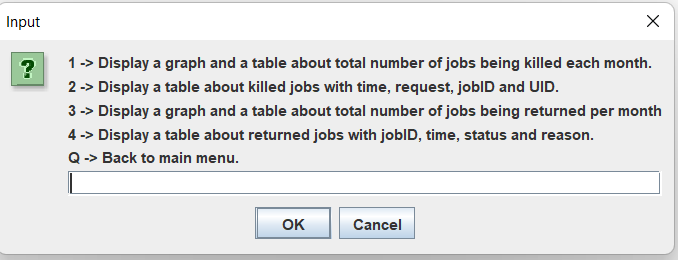 Input
1 -> Display a graph and a table about total number of jobs being killed each month.
2 -> Display a table about killed jobs with time, request, jobID and UID.
3 -> Display a graph and a table about total number of jobs being returned per month
4 -> Display a table about returned jobs with jobID, time, status and reason.
Q -> Back to main menu.
OK Cancel